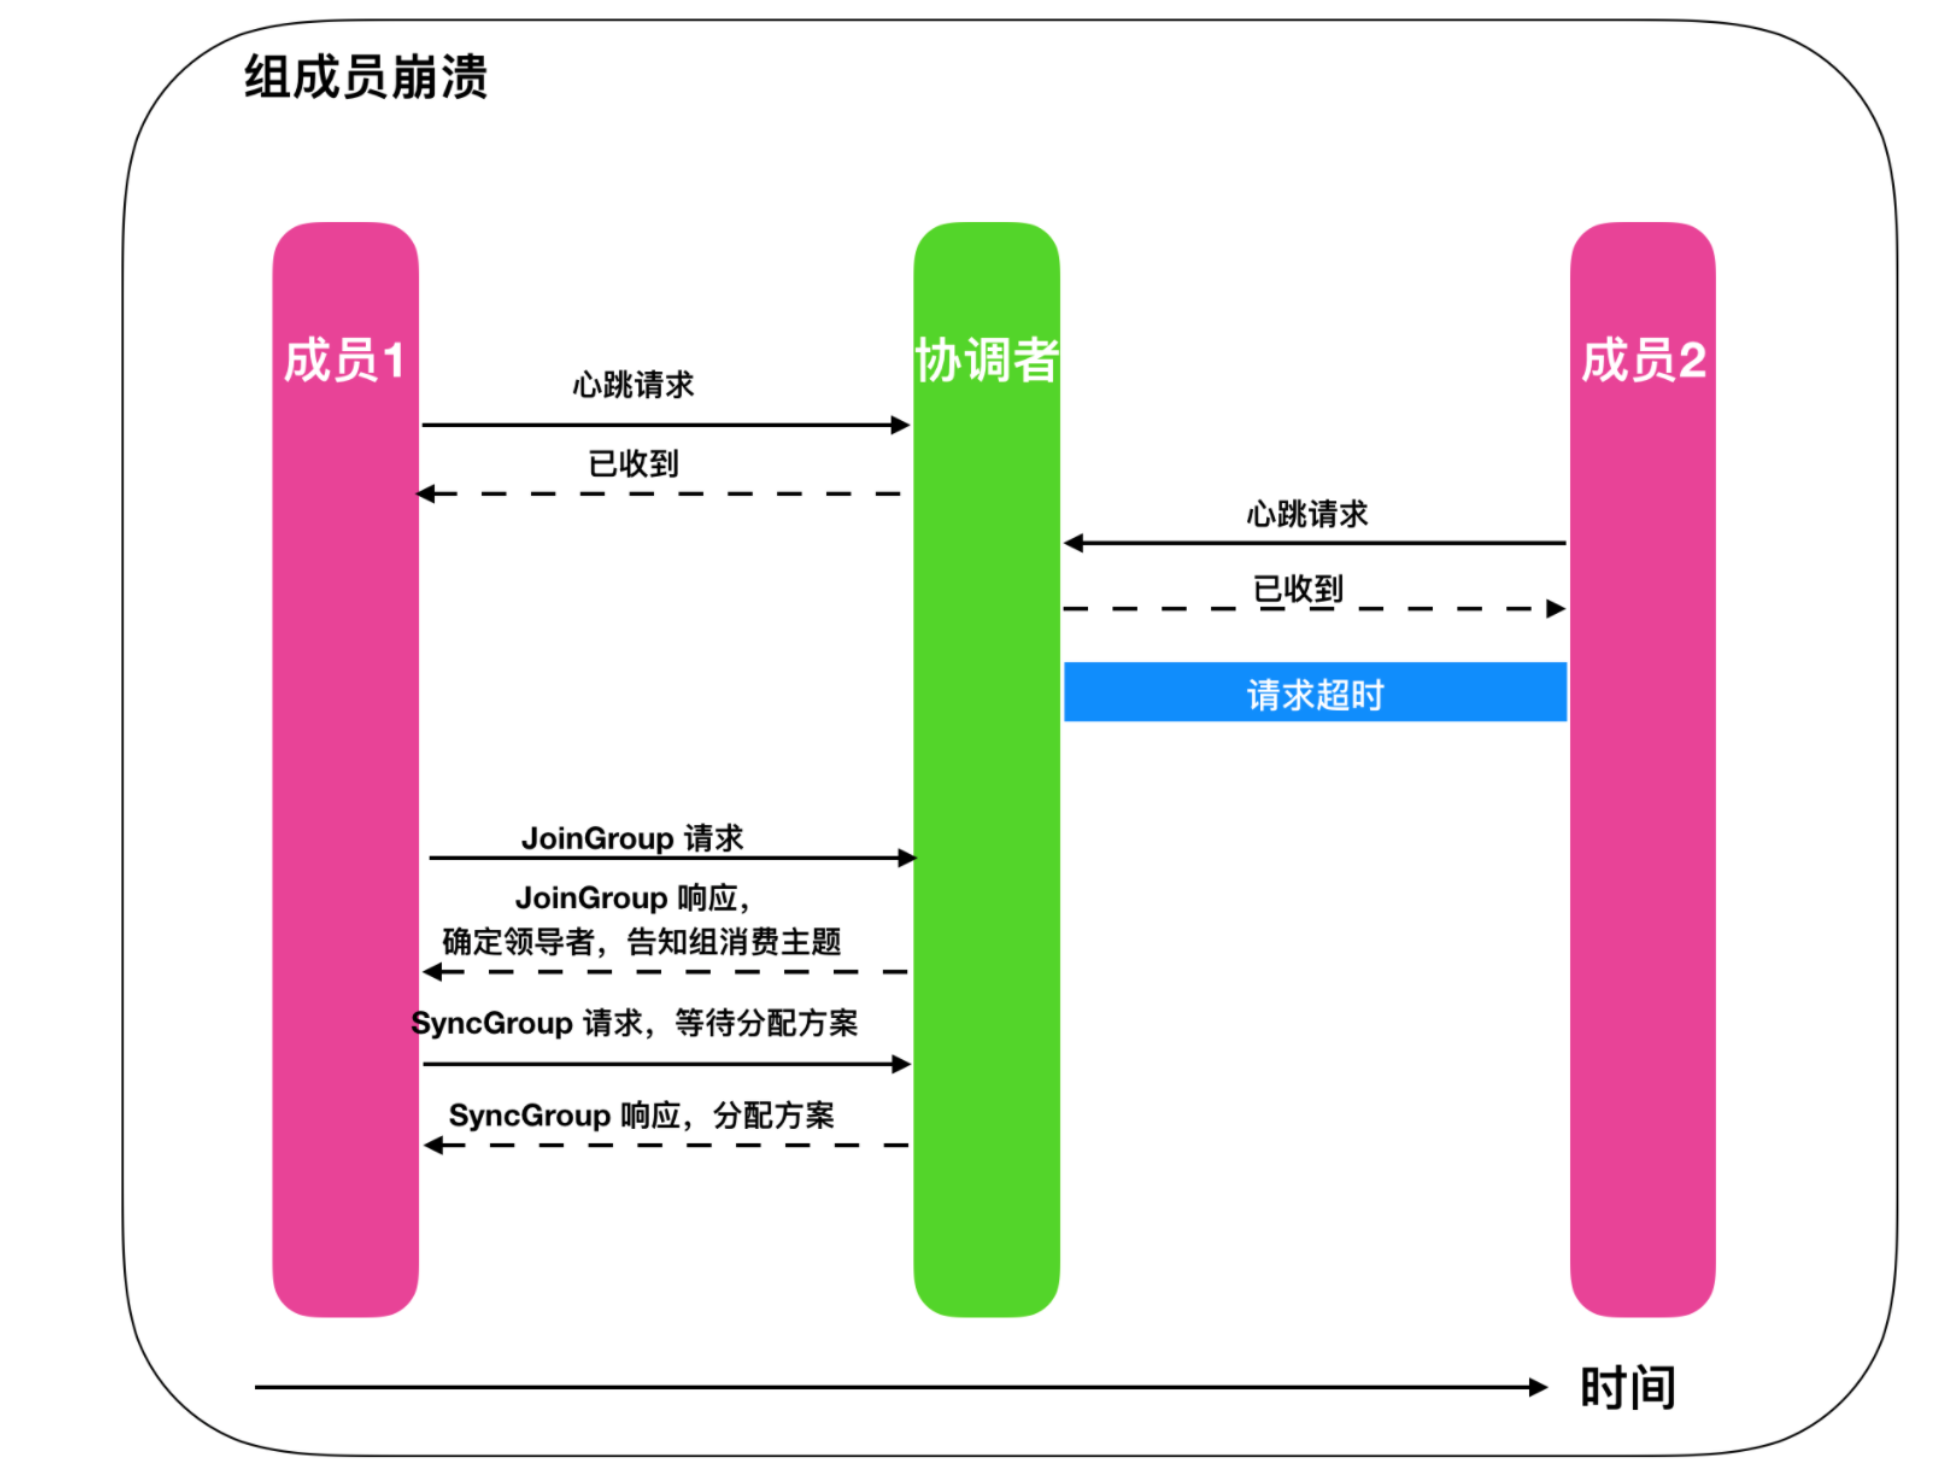 组成员崩溃
成员1
协调者
成员2
心跳请求
已收到
心跳请求
已收到
请求超时
JoinGroup 请求
JoinGroup 响应，
确定领导者，告知组消费主题
SyncGroup 请求，等待分配方案
SyncGroup 响应，分配方案
时间